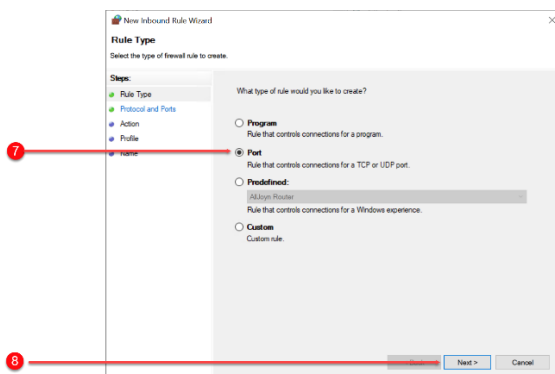 New Inbound Rule Wizard
Rule Type
Select the type of firewall rule to create.
Steps:
Rule Type
Protocol and Ports
Action
Profile
Name
What type of rule would you like to create?
Program
Rule that controls connections for a program.
7
Port
Rule that controls connections for a TCP or UDP port.
Predefined:
AllJoyn Router
Rule that controls connections for a Windows experience.
Custom
Custom rule.
8
Next >
Cancel